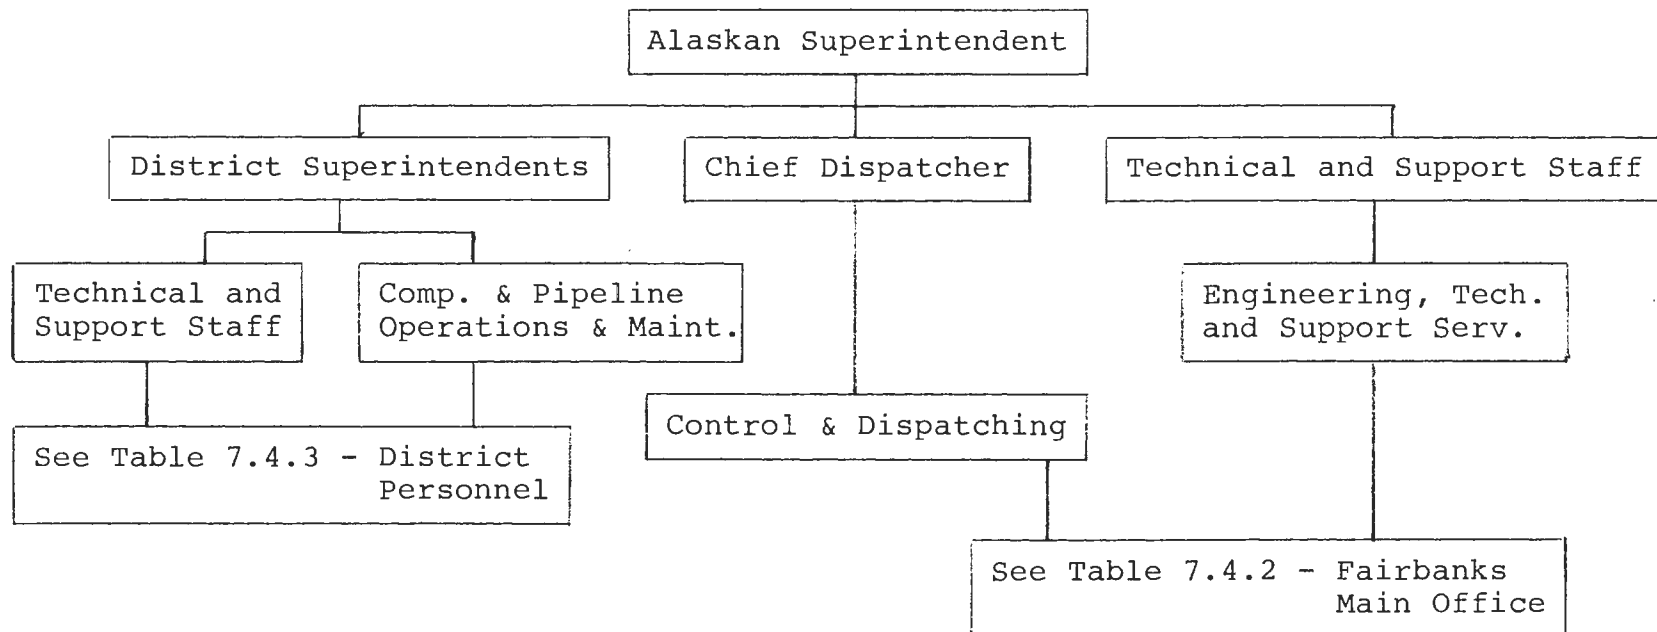 Alaskan Superintendent
District Superintendents
Chief Dispatcher
Technical and Support Staff
Technical and
Support Staff
Comp. & Pipeline
Operations & Maint.
Engineering, Tech.
and Support Serv.
Control & Dispatching
See Table 7.4.3 - District
Personnel
See Table 7.4.2 - Fairbanks
Main Office